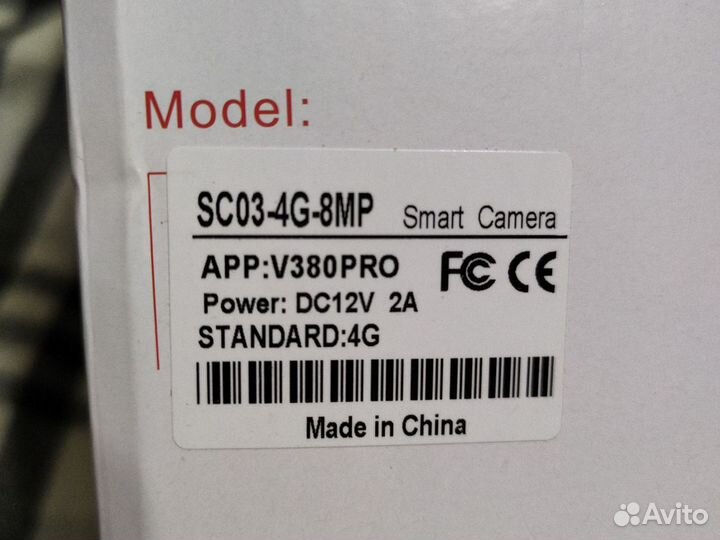 Model:
SC03-4G-8MP Smart Camera
APP:V380PRO FC CE
Power: DC12V 2A
STANDARD:4G
Made in China
Avito